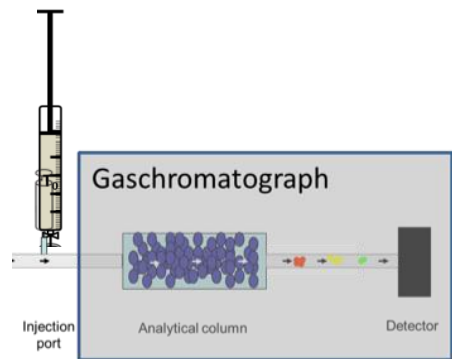 Gaschromatograph
Injection
port
Analytical column
Detector